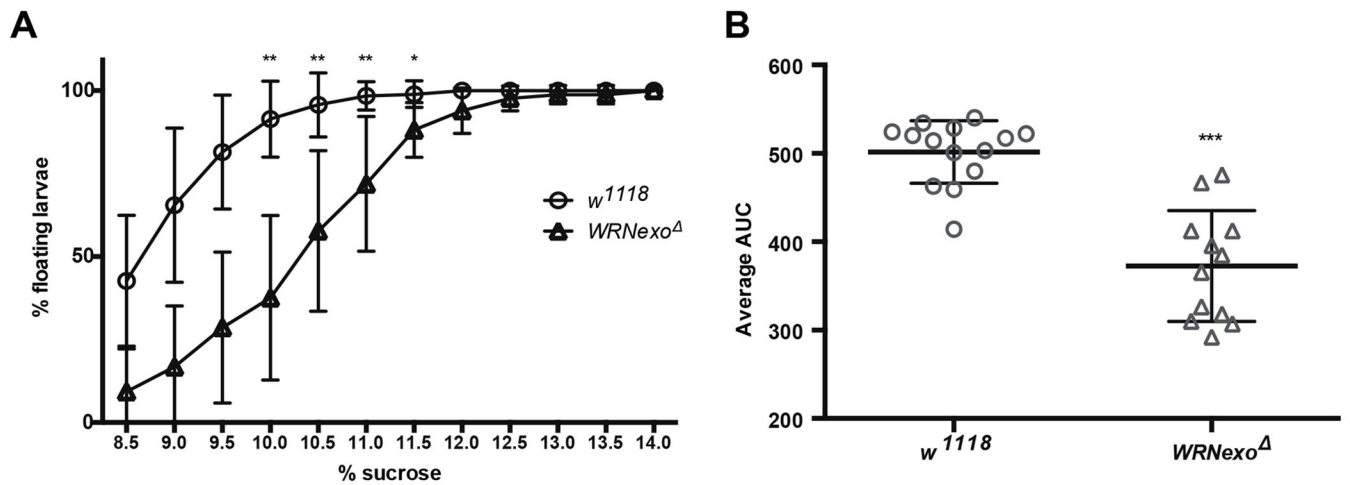 A
** ** ** *
100
50
0
% floating larvae
w1118
WRNexoΔ
8.5 9.0 9.5 10.0 10.5 11.0 11.5 12.0 12.5 13.0 13.5 14.0
% sucrose
B
600
500
400
300
200
Average AUC
***
w1118 WRNexoΔ